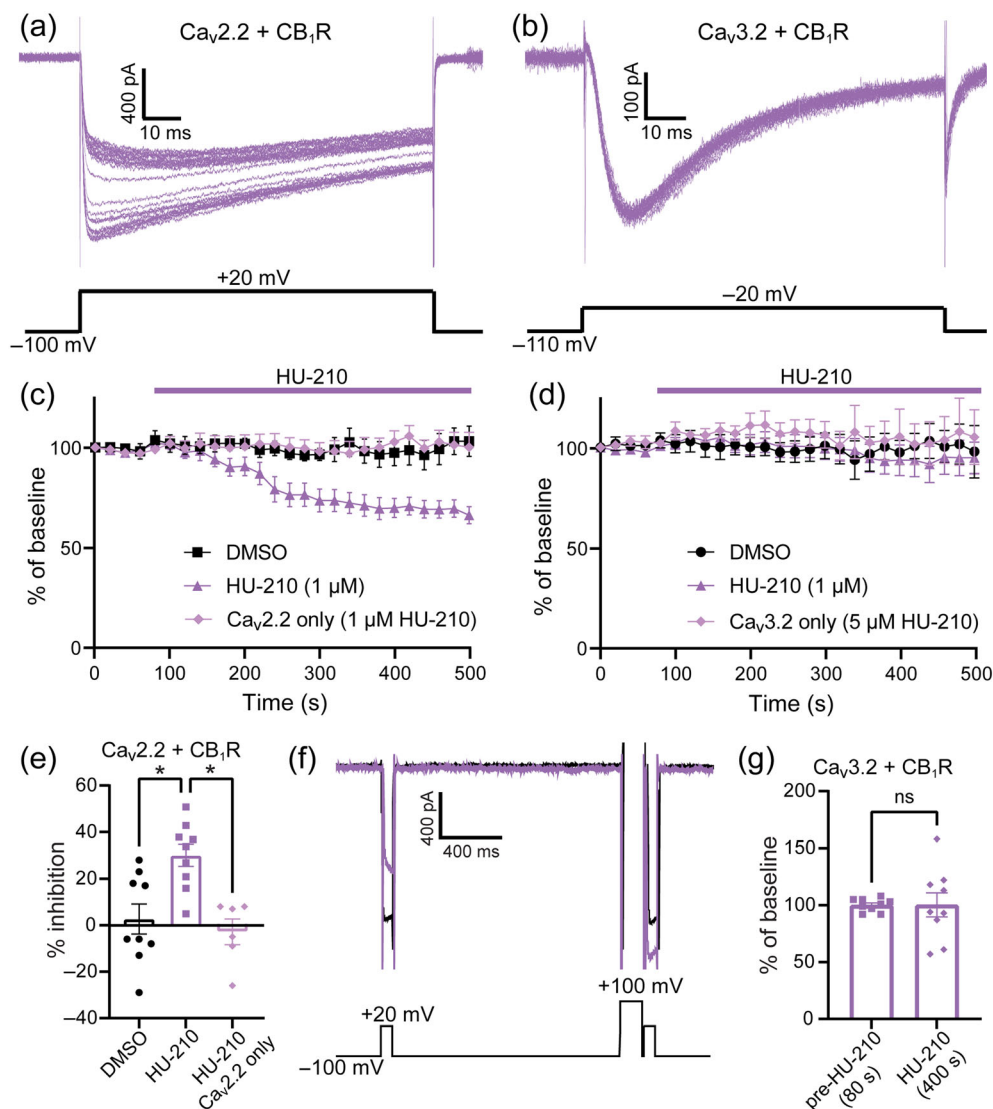 (a)
CaV2.2 + CB1R
400 pA
10 ms
+20 mV
–100 mV
(b)
CaV3.2 + CB1R
100 pA
10 ms
–20 mV
–110 mV
(c)
HU-210
% of baseline
100
50
0
DMSO
HU-210 (1 µM)
CaV2.2 only (1 µM HU-210)
0 100 200 300 400 500
Time (s)
(d)
HU-210
% of baseline
100
50
0
DMSO
HU-210 (1 µM)
CaV3.2 only (5 µM HU-210)
0 100 200 300 400 500
Time (s)
(e)
CaV2.2 + CB1R
* *
% inhibition
60
40
20
0
–20
–40
DMSO
HU-210
HU-210
CaV2.2 only
(f)
400 pA
400 ms
+20 mV
+100 mV
–100 mV
(g)
CaV3.2 + CB1R
ns
% of baseline
200
150
100
50
0
pre-HU-210
(80 s)
HU-210
(400 s)